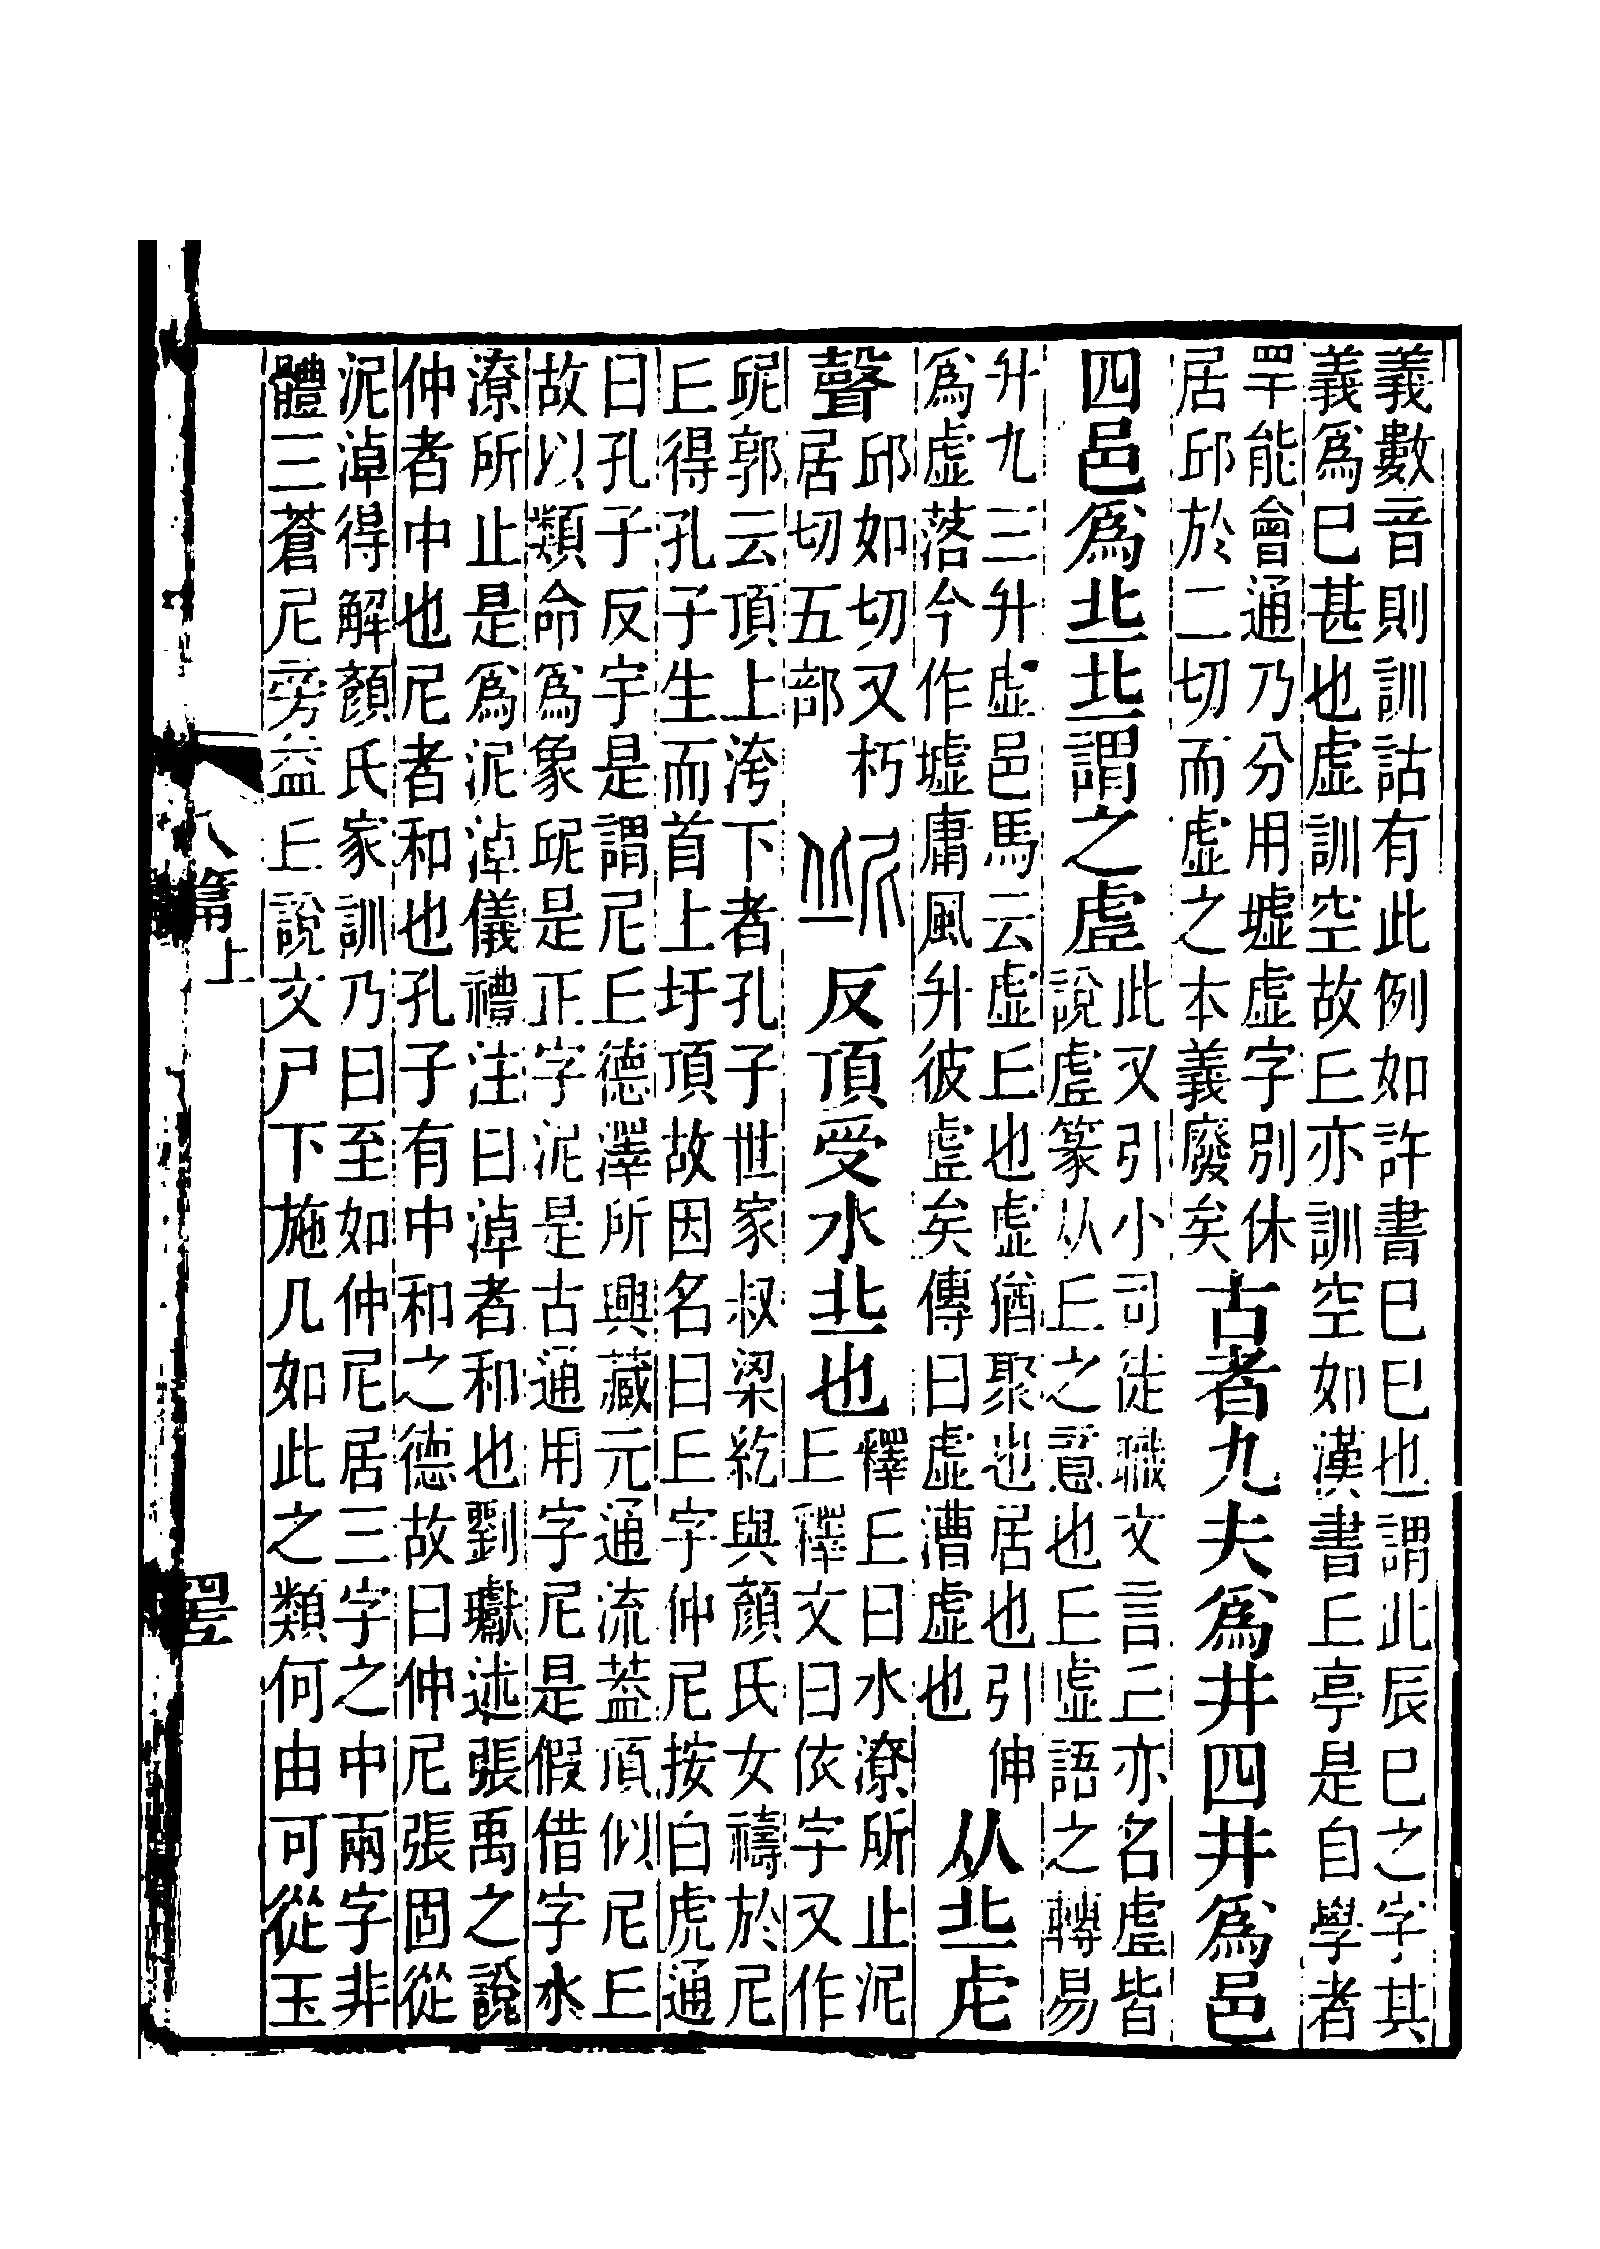 義數音則訓詁有此例如許書巳巳也謂此辰巳之字其
義爲巳甚也虛訓空故丘亦訓空如漢書丘亭是自學者
罕能會通乃分用墟虛字別休
居邱於二切而虛之本義廢矣
古者九夫爲井四井爲邑
四邑爲丠丠謂之虛
此又引小司徒職文言丘亦名虛皆
說虛篆从丘之意也丘虛語之轉易
升九三升虛邑馬云虛丘也虛猶聚也居也引伸
爲虛落今作墟庸風升彼虛矣傳曰虛漕虛也
从丠虍
聲
邱如切又朽
居切五部
屔
反頂受水丠也
釋丘曰水潦所止泥
丘釋文曰依字又作
屔郭云頂上洿下者孔子世家叔梁紇與顏氏女禱於尼
丘得孔子生而首上圩頂故因名曰丘字仲尼按白虎通
曰孔子反宇是謂尼丘德澤所興藏元通流蓋頂似尼丘
故以類命爲象屔是正字泥是古通用字尼是假借字水
潦所止是爲泥淖儀禮注曰淖者和也劉瓛述張禹之說
仲者中也尼者和也孔子有中和之德故曰仲尼張固從
泥淖得解顏氏家訓乃曰至如仲尼居三字之中兩字非
體三蒼尼旁益丘說文尸下施几如此之類何由可從玉
八篇上